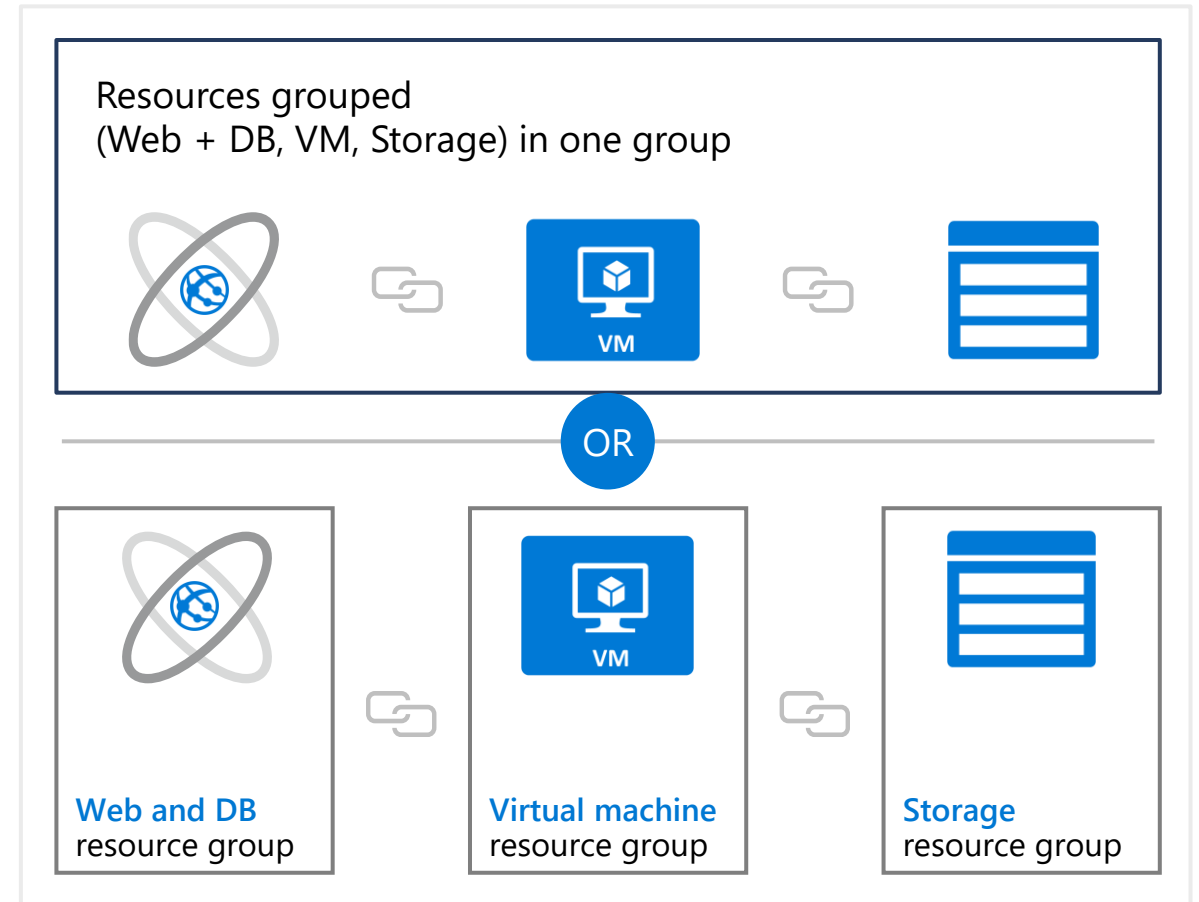 Resources grouped
(Web + DB, VM, Storage) in one group
VM
OR
VM
Web and DB
resource group
Virtual machine
resource group
Storage
resource group